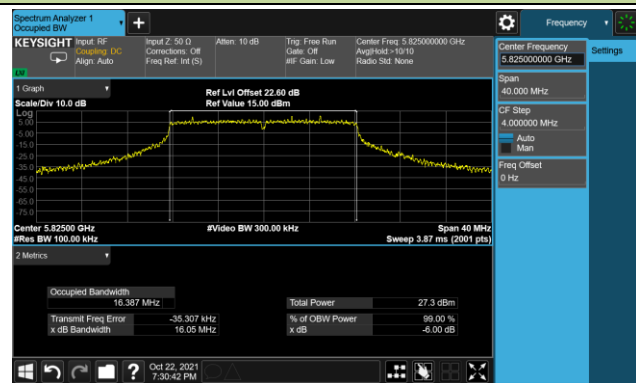 Spectrum Analyzer 1
Occupied BW
+
Frequency
KEYSIGHT
Input: RF
Coupling: DC
Align: Auto
Input Z: 50 Ω
Corrections: Off
Freq Ref: Int (S)
Atten: 10 dB
Trig: Free Run
Gate: Off
#IF Gain: Low
Center Freq: 5.825000000 GHz
Avg|Hold:>10/10
Radio Std: None
Center Frequency
5.825000000 GHz
Settings
Span
40.000 MHz
CF Step
4.000000 MHz
Auto
Man
Freq Offset
0 Hz
LXI
1 Graph
Scale/Div 10.0 dB
Ref Lvl Offset 22.60 dB
Ref Value 15.00 dBm
Log
5.00
-5.00
-15.0
-25.0
-35.0
-45.0
-55.0
-65.0
-75.0
Center 5.82500 GHz
#Res BW 100.00 kHz
#Video BW 300.00 kHz
Span 40 MHz
Sweep 3.87 ms (2001 pts)
2 Metrics
Occupied Bandwidth
16.387 MHz
Total Power 27.3 dBm
Transmit Freq Error -35.307 kHz
% of OBW Power 99.00 %
x dB Bandwidth 16.05 MHz
x dB -6.00 dB
?
Oct 22, 2021
7:30:42 PM